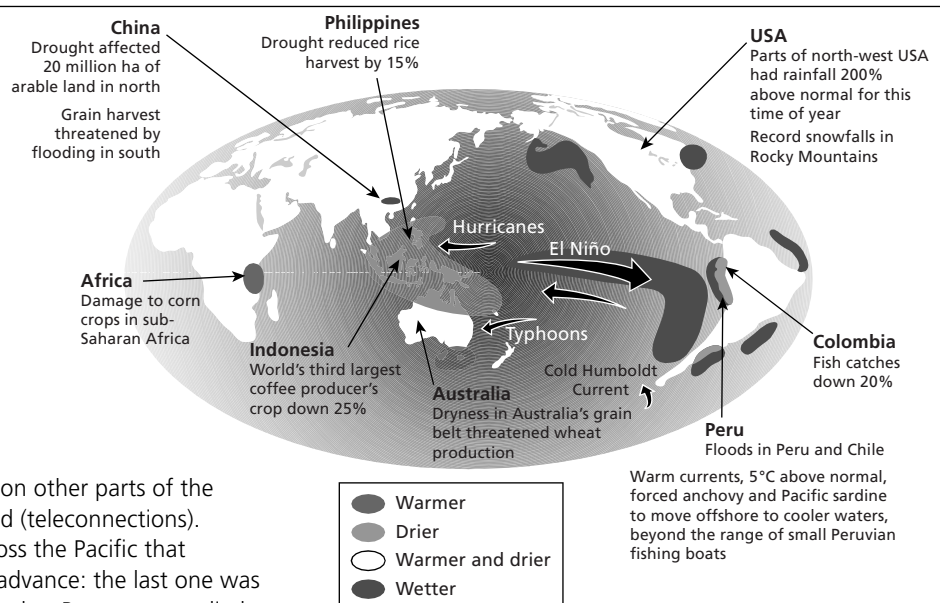 China
Drought affected
20 million ha of
arable land in north
Grain harvest
threatened by
flooding in south
Philippines
Drought reduced rice
harvest by 15%
USA
Parts of north-west USA
had rainfall 200%
above normal for this
time of year
Record snowfalls in
Rocky Mountains
Hurricanes
El Niño
Africa
Damage to corn
crops in sub-
Saharan Africa
Indonesia
World's third largest
coffee producer's
crop down 25%
Typhoons
Australia
Dryness in Australia's grain
belt threatened wheat
production
Cold Humboldt
Current
Colombia
Fish catches
down 20%
Peru
Floods in Peru and Chile
Warm currents, 5°C above normal,
forced anchovy and Pacific sardine
to move offshore to cooler waters,
beyond the range of small Peruvian
fishing boats
on other parts of the
d (teleconnections).
oss the Pacific that
advance: the last one was
Warmer
Drier
Warmer and drier
Wetter